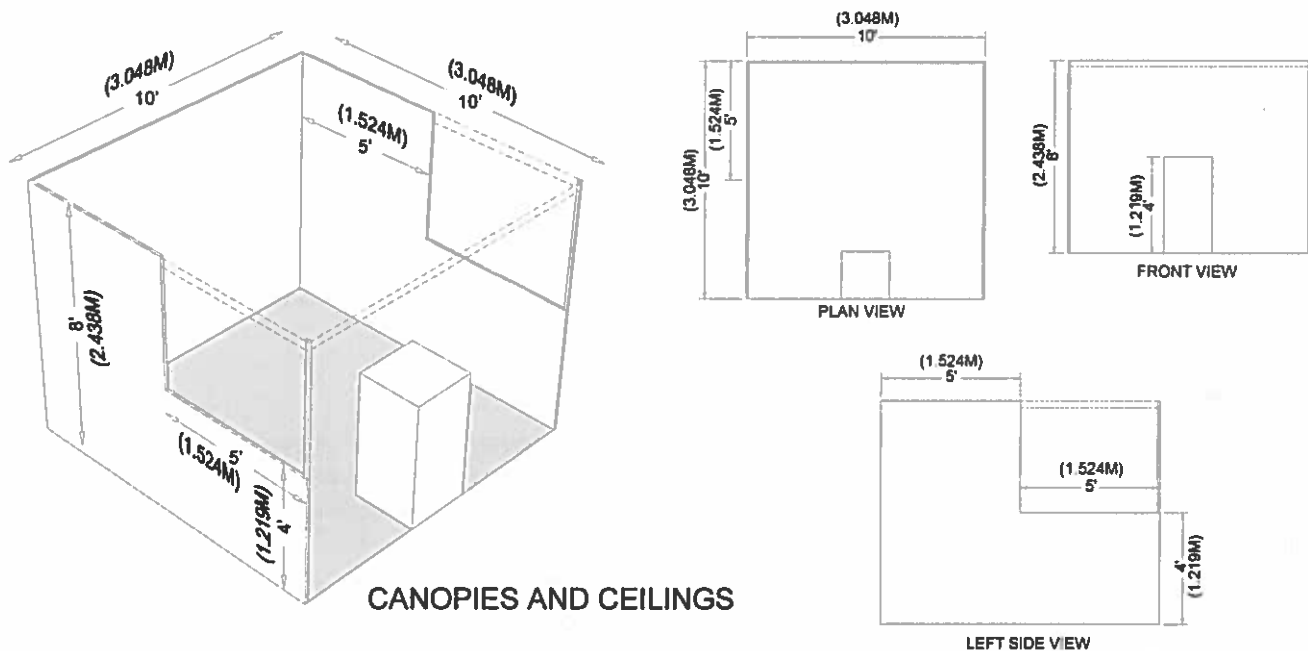 (3.048M)
10'
(3.048M)
10'
(1.524M)
5'
8'
(2.438M)
5'
(1.524M)
(1.219M)
4'
CANOPIES AND CEILINGS
(3.048M)
10'
(1.524M)
5'
(3.048M)
10'
PLAN VIEW
(2.438M)
8'
(1.219M)
4'
FRONT VIEW
(1.524M)
5'
(1.524M)
5'
4'
(1.219M)
LEFT SIDE VIEW